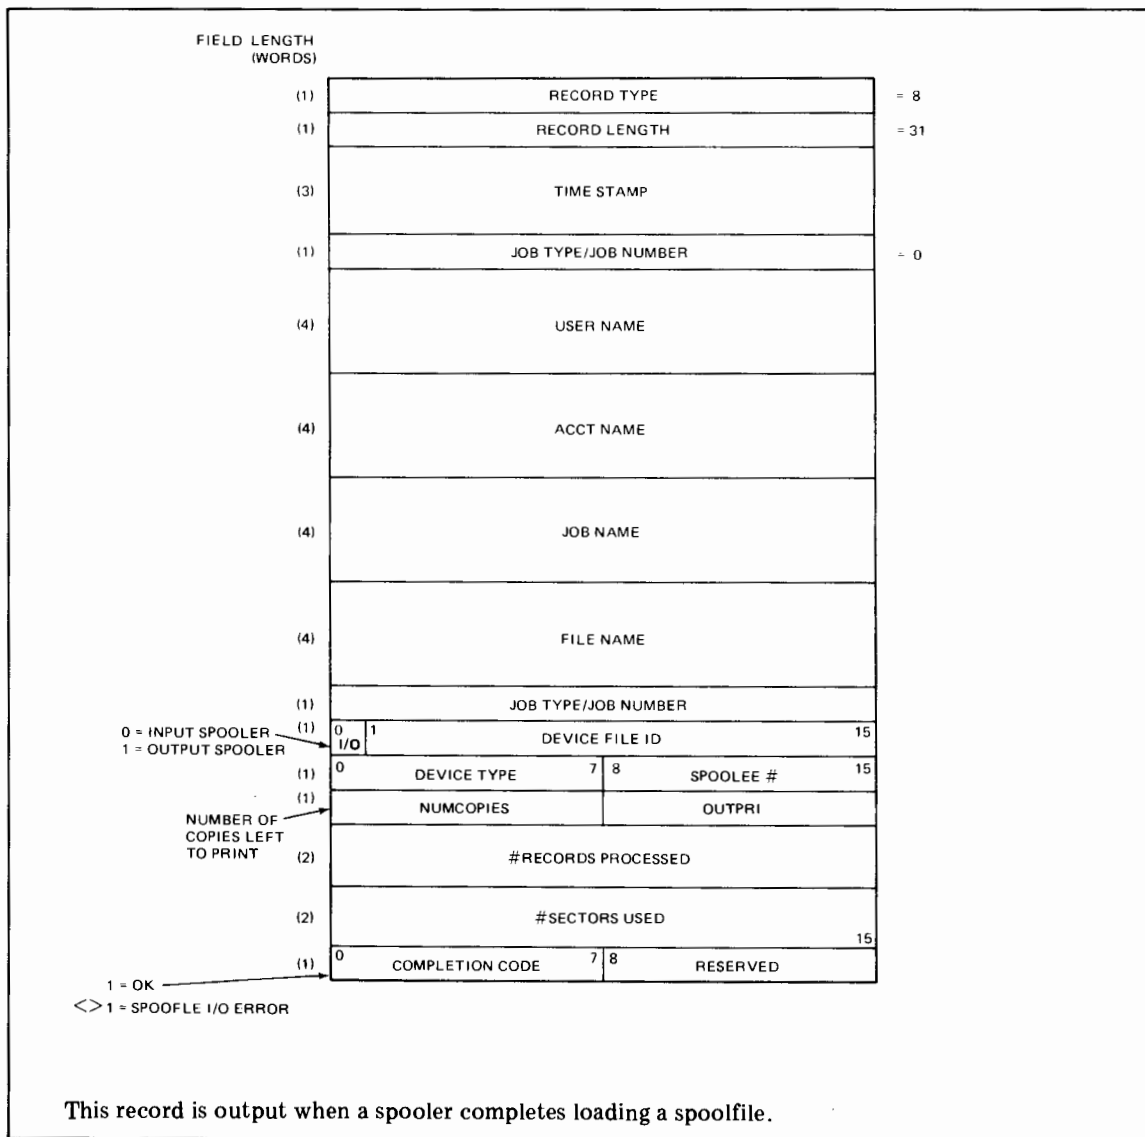 FIELD LENGTH
(WORDS)
(1) RECORD TYPE = 8
(1) RECORD LENGTH = 31
(3) TIME STAMP
(1) JOB TYPE/JOB NUMBER = 0
(4) USER NAME
(4) ACCT NAME
(4) JOB NAME
(4) FILE NAME
(1) JOB TYPE/JOB NUMBER
0 = INPUT SPOOLER (1) 0 1 15
1 = OUTPUT SPOOLER I/O DEVICE FILE ID
(1) 0 DEVICE TYPE 7 8 SPOOLEE # 15
(1) NUMCOPIES OUTPRI
NUMBER OF
COPIES LEFT
TO PRINT
(2) #RECORDS PROCESSED
(2) #SECTORS USED
15
(1) 0 COMPLETION CODE 7 8 RESERVED
1 = OK
<> 1 = SPOOFLE I/O ERROR
This record is output when a spooler completes loading a spoolfile.